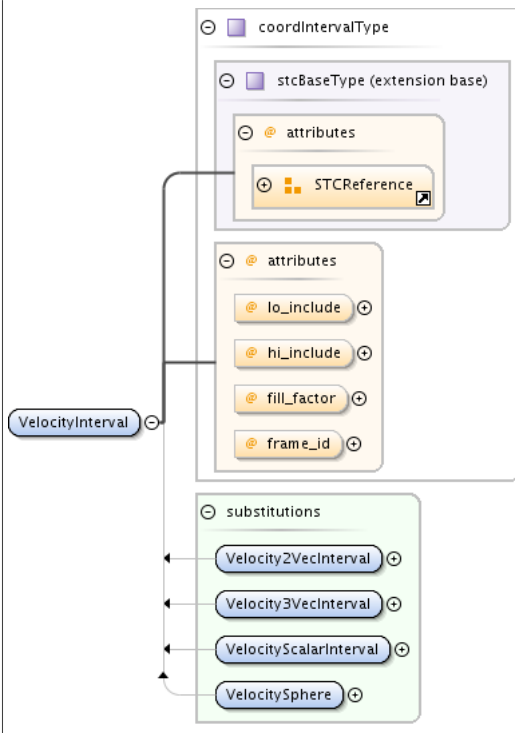 coordIntervalType
stcBaseType (extension base)
@ attributes
STCReference
@ attributes
@ lo_include
@ hi_include
@ fill_factor
@ frame_id
VelocityInterval
substitutions
Velocity2VecInterval
Velocity3VecInterval
VelocityScalarInterval
VelocitySphere